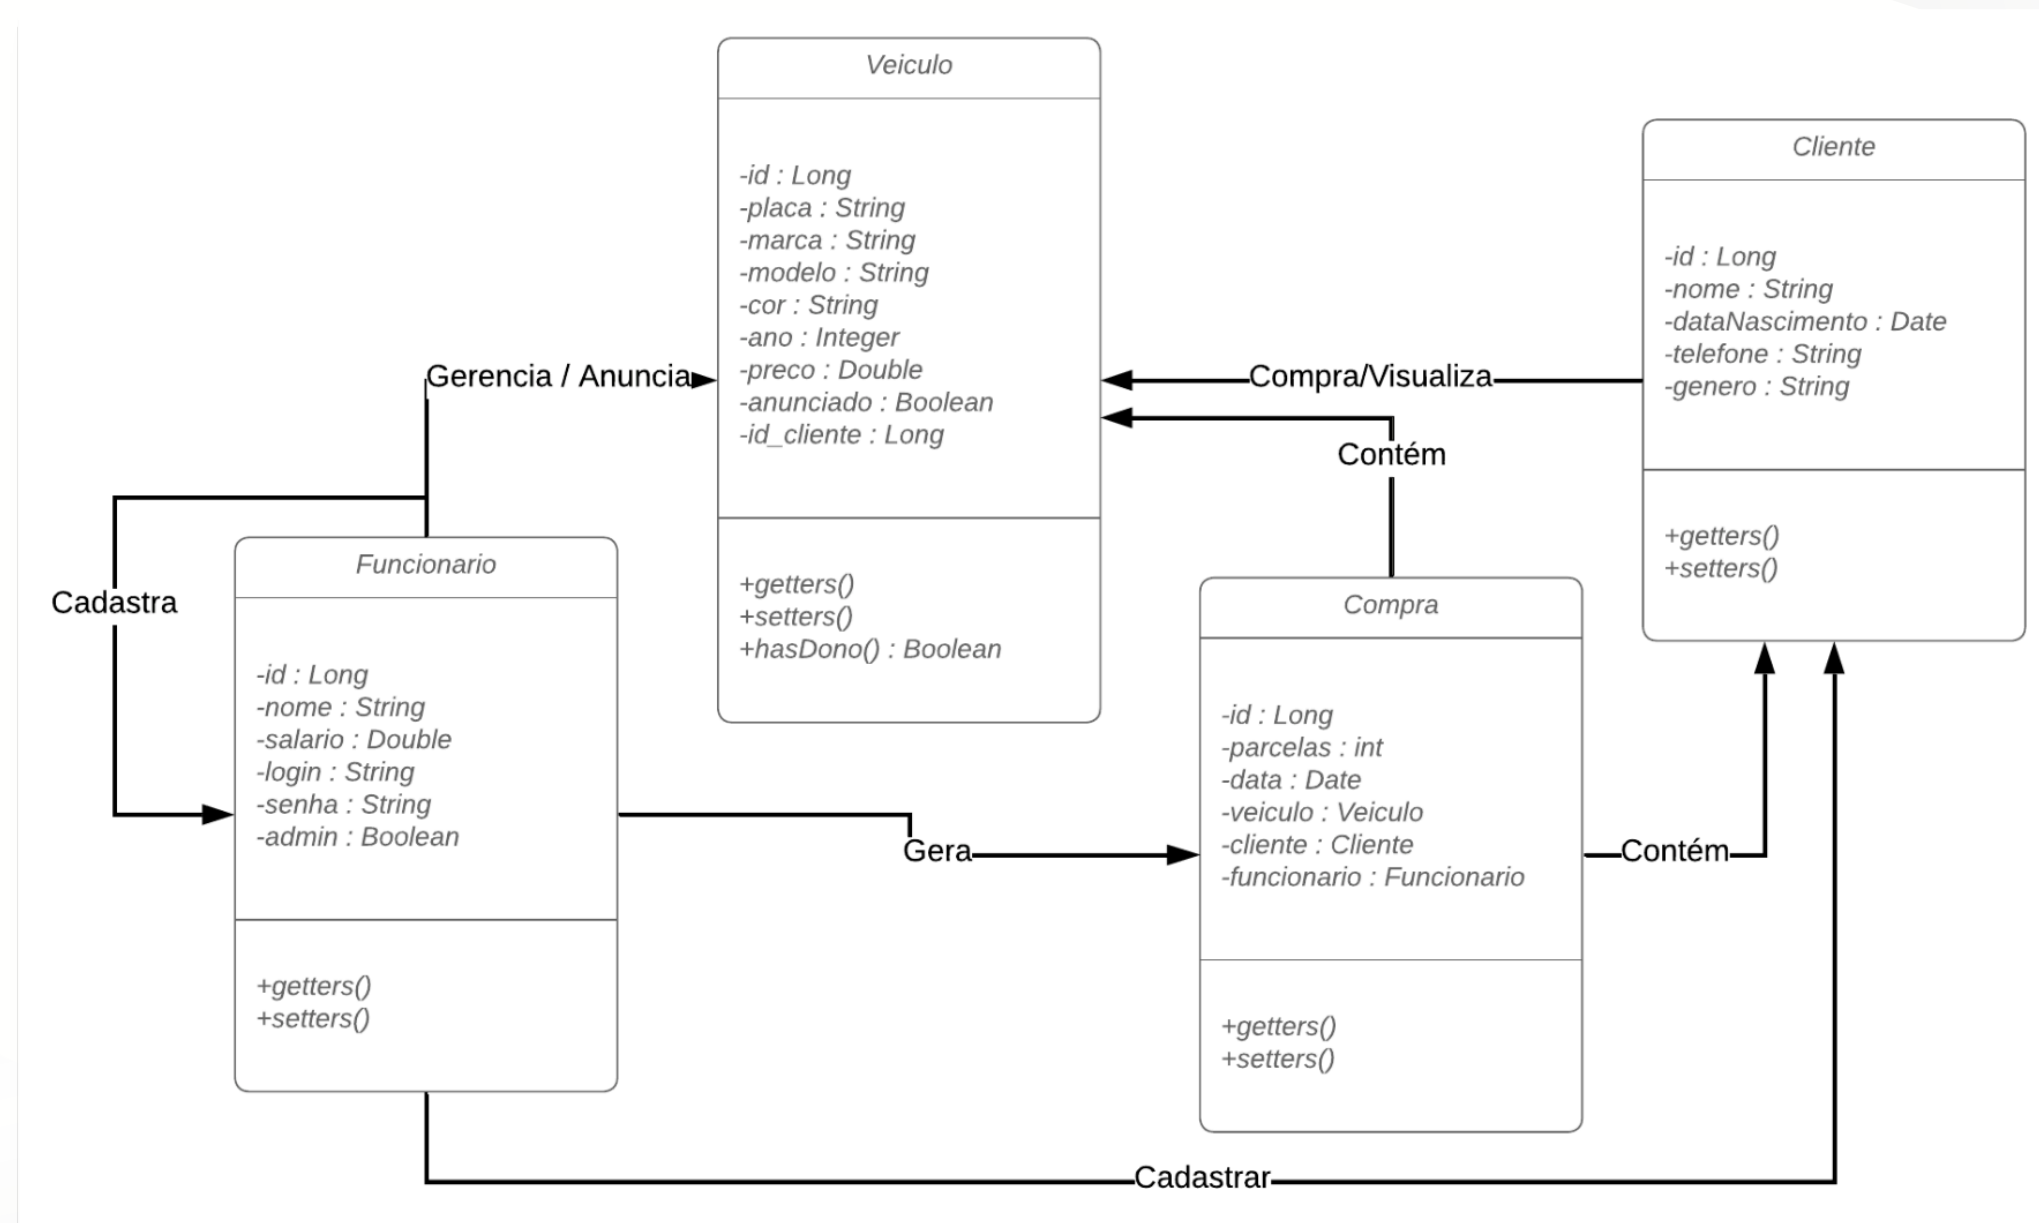 Veiculo
-id : Long
-placa : String
-marca : String
-modelo : String
-cor : String
-ano : Integer
-preco : Double
-anunciado : Boolean
-id_cliente : Long
+getters()
+setters()
+hasDono() : Boolean
Cliente
-id : Long
-nome : String
-dataNascimento : Date
-telefone : String
-genero : String
+getters()
+setters()
Gerencia / Anuncia
Compra/Visualiza
Contém
Cadastra
Funcionario
-id : Long
-nome : String
-salario : Double
-login : String
-senha : String
-admin : Boolean
+getters()
+setters()
Gera
Compra
-id : Long
-parcelas : int
-data : Date
-veiculo : Veiculo
-cliente : Cliente
-funcionario : Funcionario
+getters()
+setters()
Contém
Cadastrar